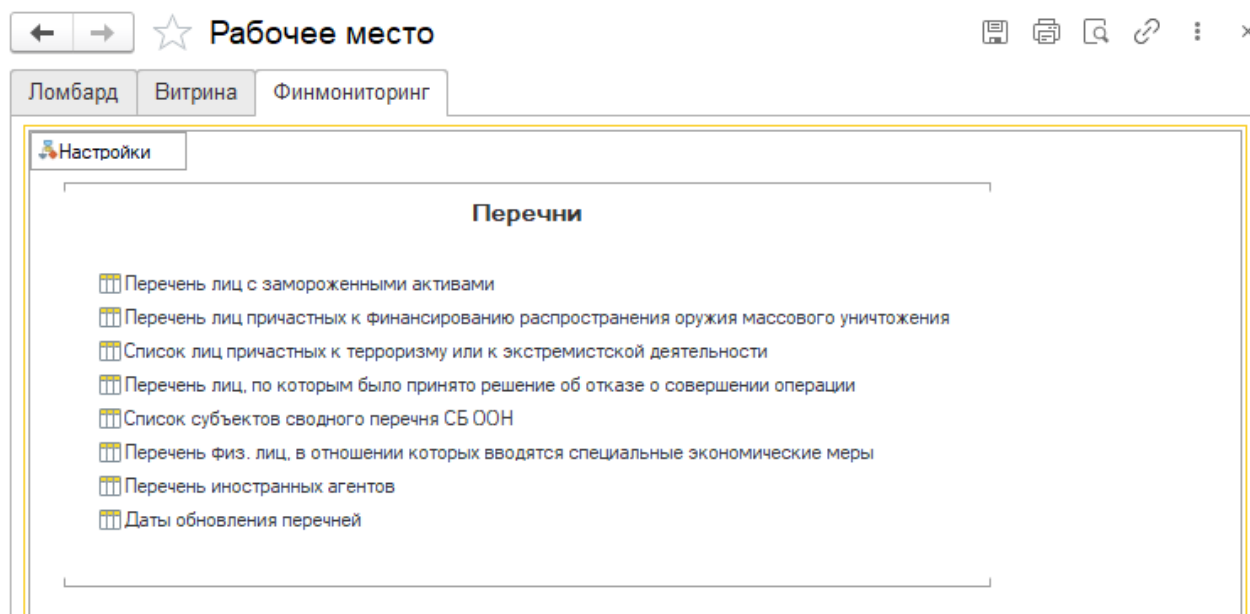 Рабочее место
Ломбард Витрина Финмониторинг
Настройки
Перечни
Перечень лиц с замороженными активами
Перечень лиц причастных к финансированию распространения оружия массового уничтожения
Список лиц причастных к терроризму или к экстремистской деятельности
Перечень лиц, по которым было принято решение об отказе о совершении операции
Список субъектов сводного перечня СБ ООН
Перечень физ. лиц, в отношении которых вводятся специальные экономические меры
Перечень иностранных агентов
Даты обновления перечней